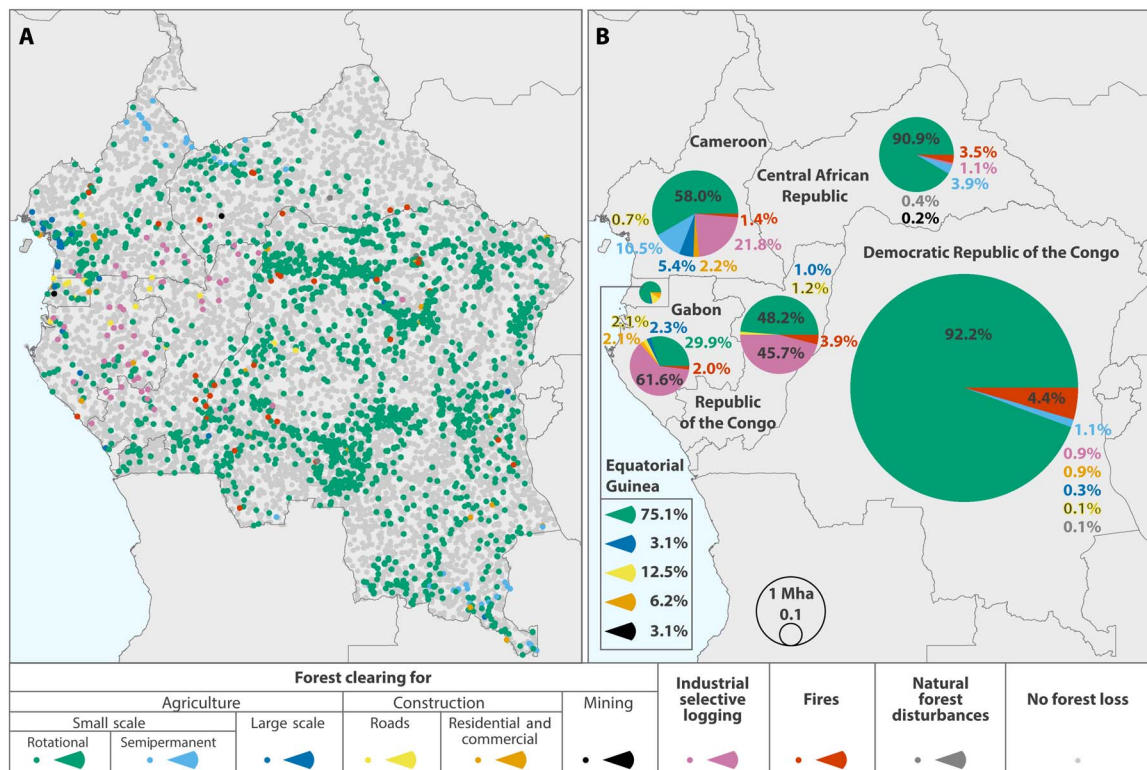 A
B
Cameroon
58.0%
0.7%
10.5%
5.4%
2.2%
21.8%
1.4%
Central African
Republic
90.9%
3.5%
1.1%
3.9%
0.4%
0.2%
Democratic Republic of the Congo
92.2%
4.4%
1.1%
0.9%
0.9%
0.3%
0.1%
0.1%
Gabon
2.1%
2.3%
2.1%
29.9%
2.0%
61.6%
1.0%
1.2%
48.2%
3.9%
45.7%
Republic
of the Congo
Equatorial
Guinea
75.1%
3.1%
12.5%
6.2%
3.1%
1 Mha
0.1
Forest clearing for
Agriculture
Construction
Mining
Small scale
Large scale
Roads
Residential and
commercial
Rotational
Semipermanent
Industrial
selective
logging
Fires
Natural
forest
disturbances
No forest loss